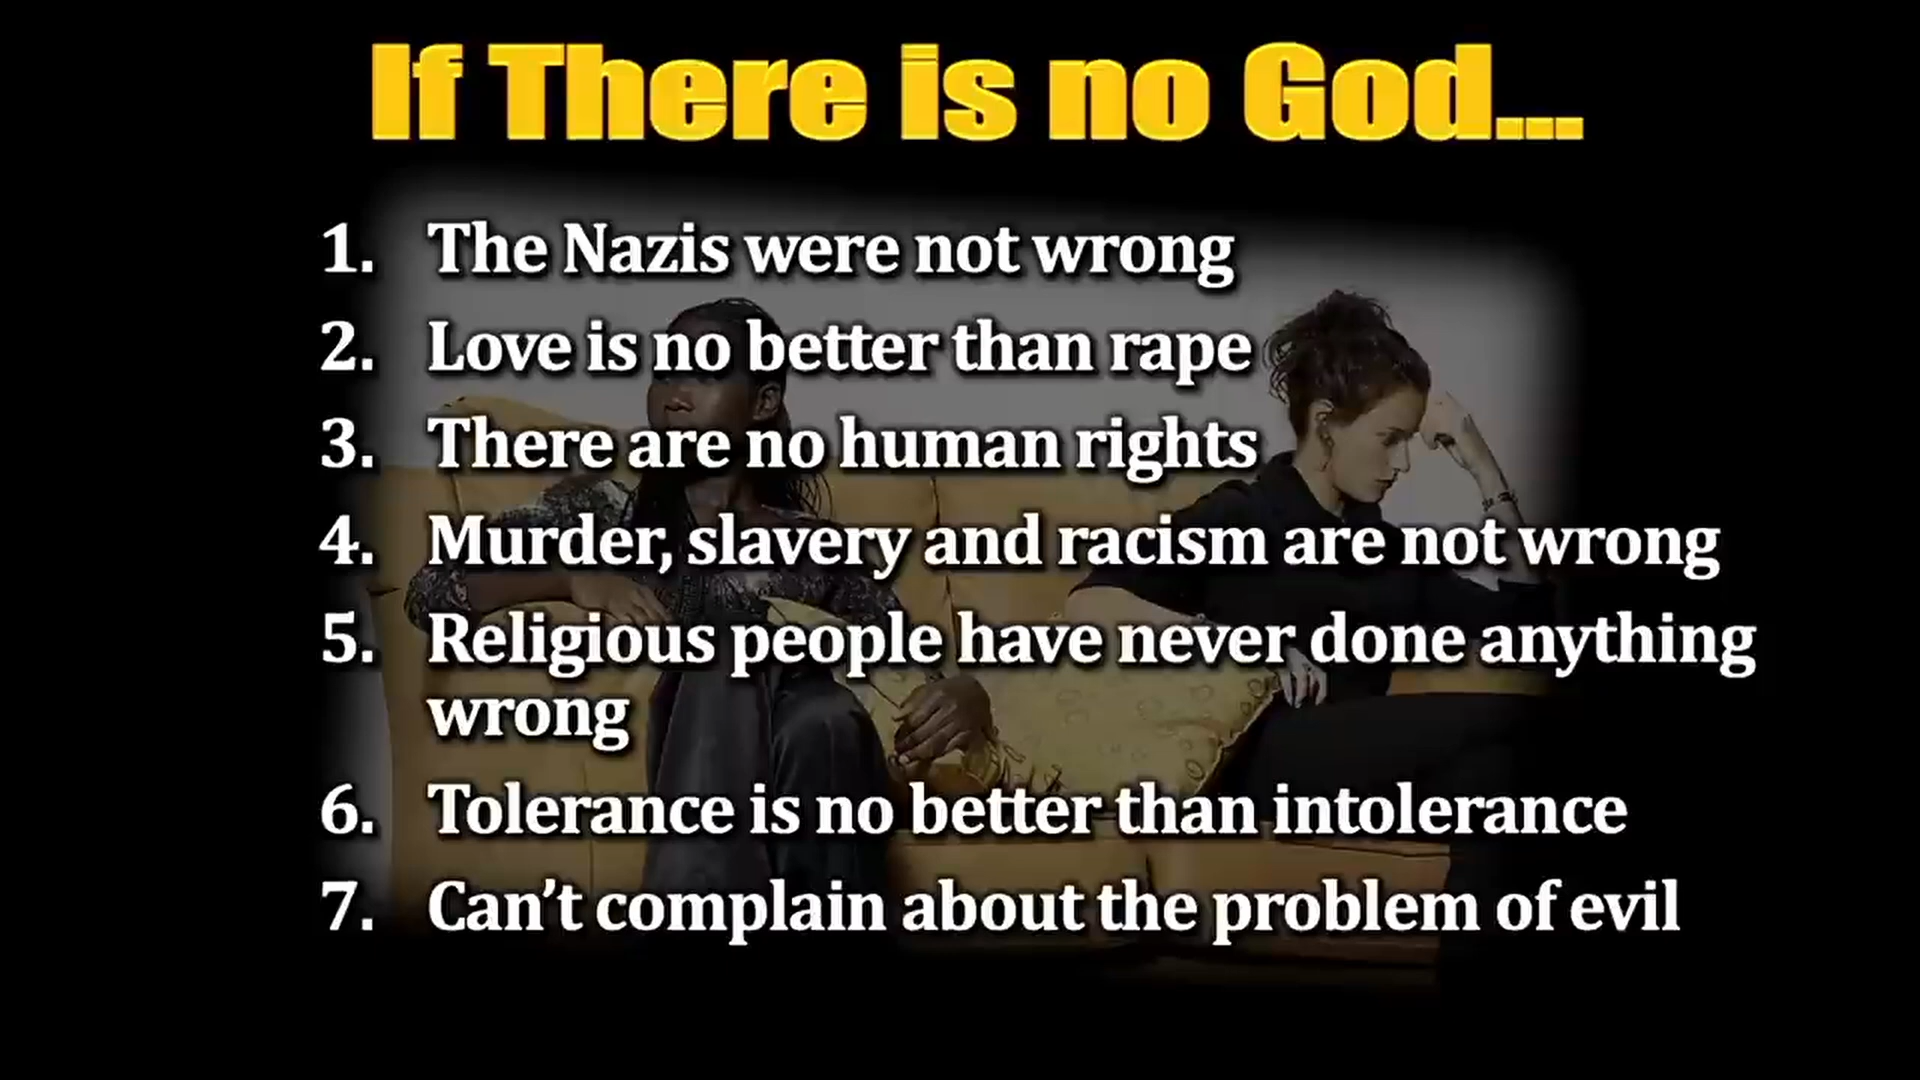 If There is no God...
1. The Nazis were not wrong
2. Love is no better than rape
3. There are no human rights
4. Murder, slavery and racism are not wrong
5. Religious people have never done anything
wrong
6. Tolerance is no better than intolerance
7. Can’t complain about the problem of evil